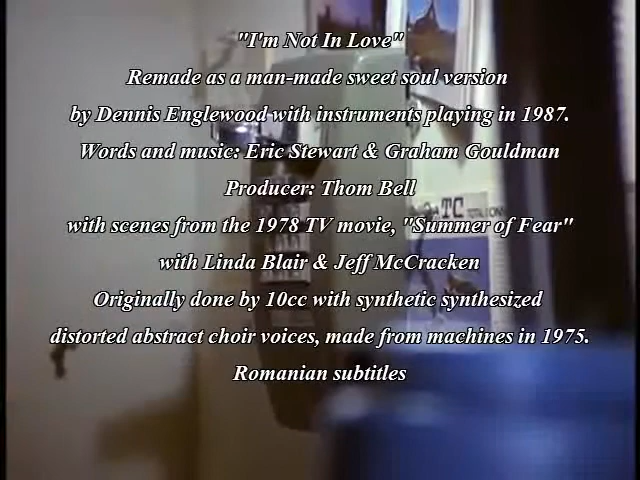 "I'm Not In Love"
Remade as a man-made sweet soul version
by Dennis Englewood with instruments playing in 1987.
Words and music: Eric Stewart & Graham Gouldman
Producer: Thom Bell
with scenes from the 1978 TV movie, "Summer of Fear"
with Linda Blair & Jeff McCracken
Originally done by 10cc with synthetic synthesized
distorted abstract choir voices, made from machines in 1975.
Romanian subtitles
TC